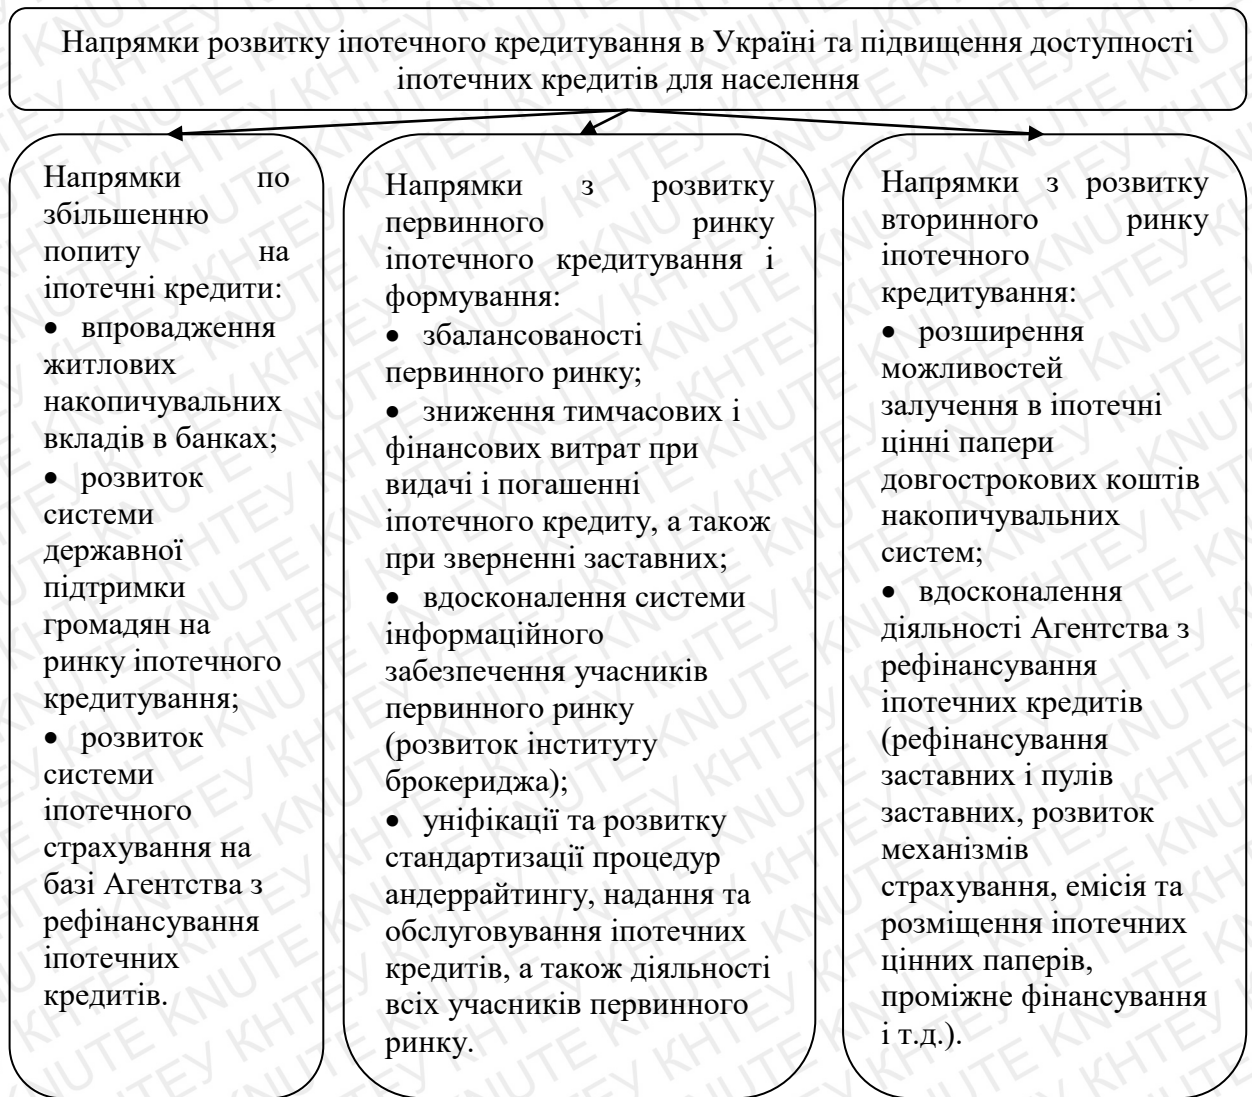 Напрямки розвитку іпотечного кредитування в Україні та підвищення доступності
іпотечних кредитів для населення
Напрямки по
збільшенню
попиту на
іпотечні кредити:
• впровадження
житлових
накопичувальних
вкладів в банках;
• розвиток
системи
державної
підтримки
громадян на
ринку іпотечного
кредитування;
• розвиток
системи
іпотечного
страхування на
базі Агентства з
рефінансування
іпотечних
кредитів.
Напрямки з розвитку
первинного ринку
іпотечного кредитування і
формування:
• збалансованості
первинного ринку;
• зниження тимчасових і
фінансових витрат при
видачі і погашенні
іпотечного кредиту, а також
при зверненні заставних;
• вдосконалення системи
інформаційного
забезпечення учасників
первинного ринку
(розвиток інституту
брокериджа);
• уніфікації та розвитку
стандартизації процедур
андеррайтингу, надання та
обслуговування іпотечних
кредитів, а також діяльності
всіх учасників первинного
ринку.
Напрямки з розвитку
вторинного ринку
іпотечного
кредитування:
• розширення
можливостей
залучення в іпотечні
цінні папери
довгострокових коштів
накопичувальних
систем;
• вдосконалення
діяльності Агентства з
рефінансування
іпотечних кредитів
(рефінансування
заставних і пулів
заставних, розвиток
механізмів
страхування, емісія та
розміщення іпотечних
цінних паперів,
проміжне фінансування
і т.д.).